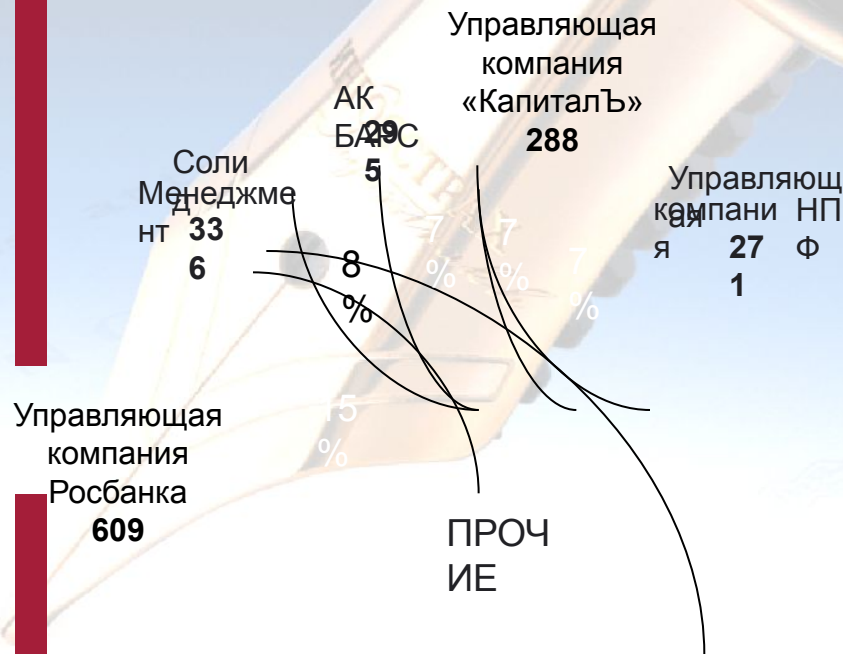 Управляющая
компания
«КапиталЪ»
288
АК
БАРС
29
5
Соли
д
Менеджме
нт 33
6
Управляющ
ая
компани НП
я 27 Ф
1
7
%
7
%
7
%
8
%
15
%
Управляющая
компания
Росбанка
609
ПРОЧ
ИЕ